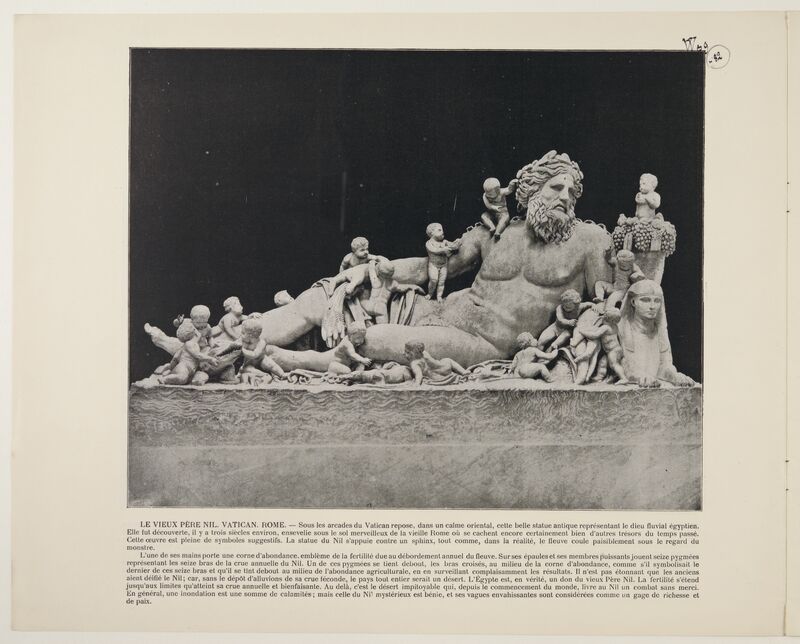 W 59
.92
LE VIEUX PÈRE NIL. VATICAN. ROME. — Sous les arcades du Vatican repose, dans un calme oriental, cette belle statue antique représentant le dieu fluvial égyptien.
Elle fut découverte, il y a trois siècles environ, ensevelie sous le sol merveilleux de la vieille Rome où se cachent encore certainement bien d'autres trésors du temps passé.
Cette œuvre est pleine de symboles suggestifs. La statue du Nil s'appuie contre un sphinx, tout comme, dans la réalité, le fleuve coule paisiblement sous le regard du
monstre.
L'une de ses mains porte une corne d'abondance, emblème de la fertilité due au débordement annuel du fleuve. Sur ses épaules et ses membres puissants jouent seize pygmées
représentant les seize bras de la crue annuelle du Nil. Un de ces pygmées se tient debout, les bras croisés, au milieu de la corne d'abondance, comme s'il symbolisait le
dernier de ces seize bras et qu'il se tînt debout au milieu de l'abondance agriculturale, en en surveillant complaisamment les résultats. Il n'est pas étonnant que les anciens
aient déifié le Nil; car, sans le dépôt d'alluvions de sa crue féconde, le pays tout entier serait un désert. L'Égypte est, en vérité, un don du vieux Père Nil. La fertilité s'étend
jusqu'aux limites qu'atteint sa crue annuelle et bienfaisante. Au delà, c'est le désert impitoyable qui, depuis le commencement du monde, livre au Nil un combat sans merci.
En général, une inondation est une somme de calamités; mais celle du Nil mystérieux est bénie, et ses vagues envahissantes sont considérées comme un gage de richesse et
de paix.